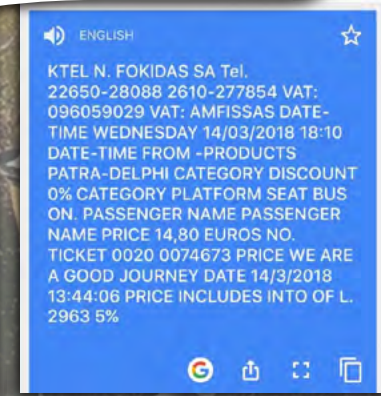 ENGLISH
KTEL N. FOKIDAS SA Tel.
22650-28088 2610-277854 VAT:
096059029 VAT: AMFISSAS DATE-
TIME WEDNESDAY 14/03/2018 18:10
DATE-TIME FROM -PRODUCTS
PATRA-DELPHI CATEGORY DISCOUNT
0% CATEGORY PLATFORM SEAT BUS
ON. PASSENGER NAME PASSENGER
NAME PRICE 14,80 EUROS NO.
TICKET 0020 0074673 PRICE WE ARE
A GOOD JOURNEY DATE 14/3/2018
13:44:06 PRICE INCLUDES INTO OF L.
2963 5%
G